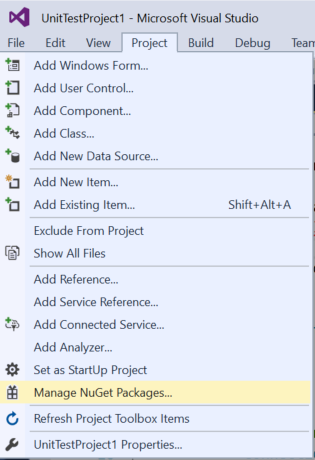 UnitTestProject1 - Microsoft Visual Studio
File Edit View Project Build Debug Team
Add Windows Form...
Add User Control...
Add Component...
Add Class...
Add New Data Source...
Add New Item...
Add Existing Item... Shift+Alt+A
Exclude From Project
Show All Files
Add Reference...
Add Service Reference...
Add Connected Service...
Add Analyzer...
Set as StartUp Project
Manage NuGet Packages...
Refresh Project Toolbox Items
UnitTestProject1 Properties...